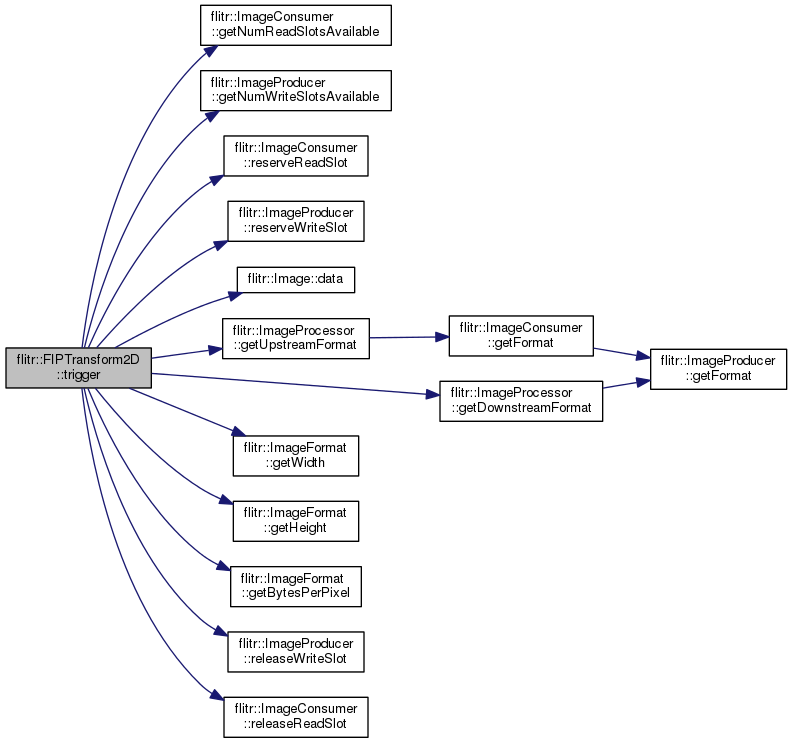 flitr::ImageConsumer
::getNumReadSlotsAvailable
flitr::ImageProducer
::getNumWriteSlotsAvailable
flitr::ImageConsumer
::reserveReadSlot
flitr::ImageProducer
::reserveWriteSlot
flitr::Image::data
flitr::ImageProcessor
::getUpstreamFormat
flitr::ImageConsumer
::getFormat
flitr::ImageProducer
::getFormat
flitr::FIPTransform2D
::trigger
flitr::ImageProcessor
::getDownstreamFormat
flitr::ImageFormat
::getWidth
flitr::ImageFormat
::getHeight
flitr::ImageFormat
::getBytesPerPixel
flitr::ImageProducer
::releaseWriteSlot
flitr::ImageConsumer
::releaseReadSlot